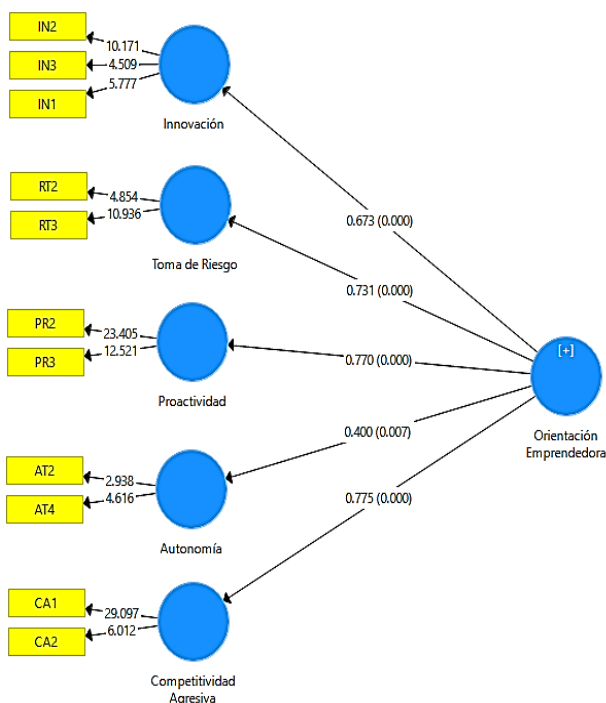 IN2
10.171
IN3
4.509
IN1
5.777
Innovación
RT2
4.854
RT3
10.936
Toma de Riesgo
PR2
23.405
PR3
12.521
Proactividad
AT2
2.938
AT4
4.616
Autonomía
CA1
29.097
CA2
6.012
Competitividad
Agresiva
0.673 (0.000)
0.731 (0.000)
0.770 (0.000)
0.400 (0.007)
0.775 (0.000)
[+]
Orientación
Emprendedora